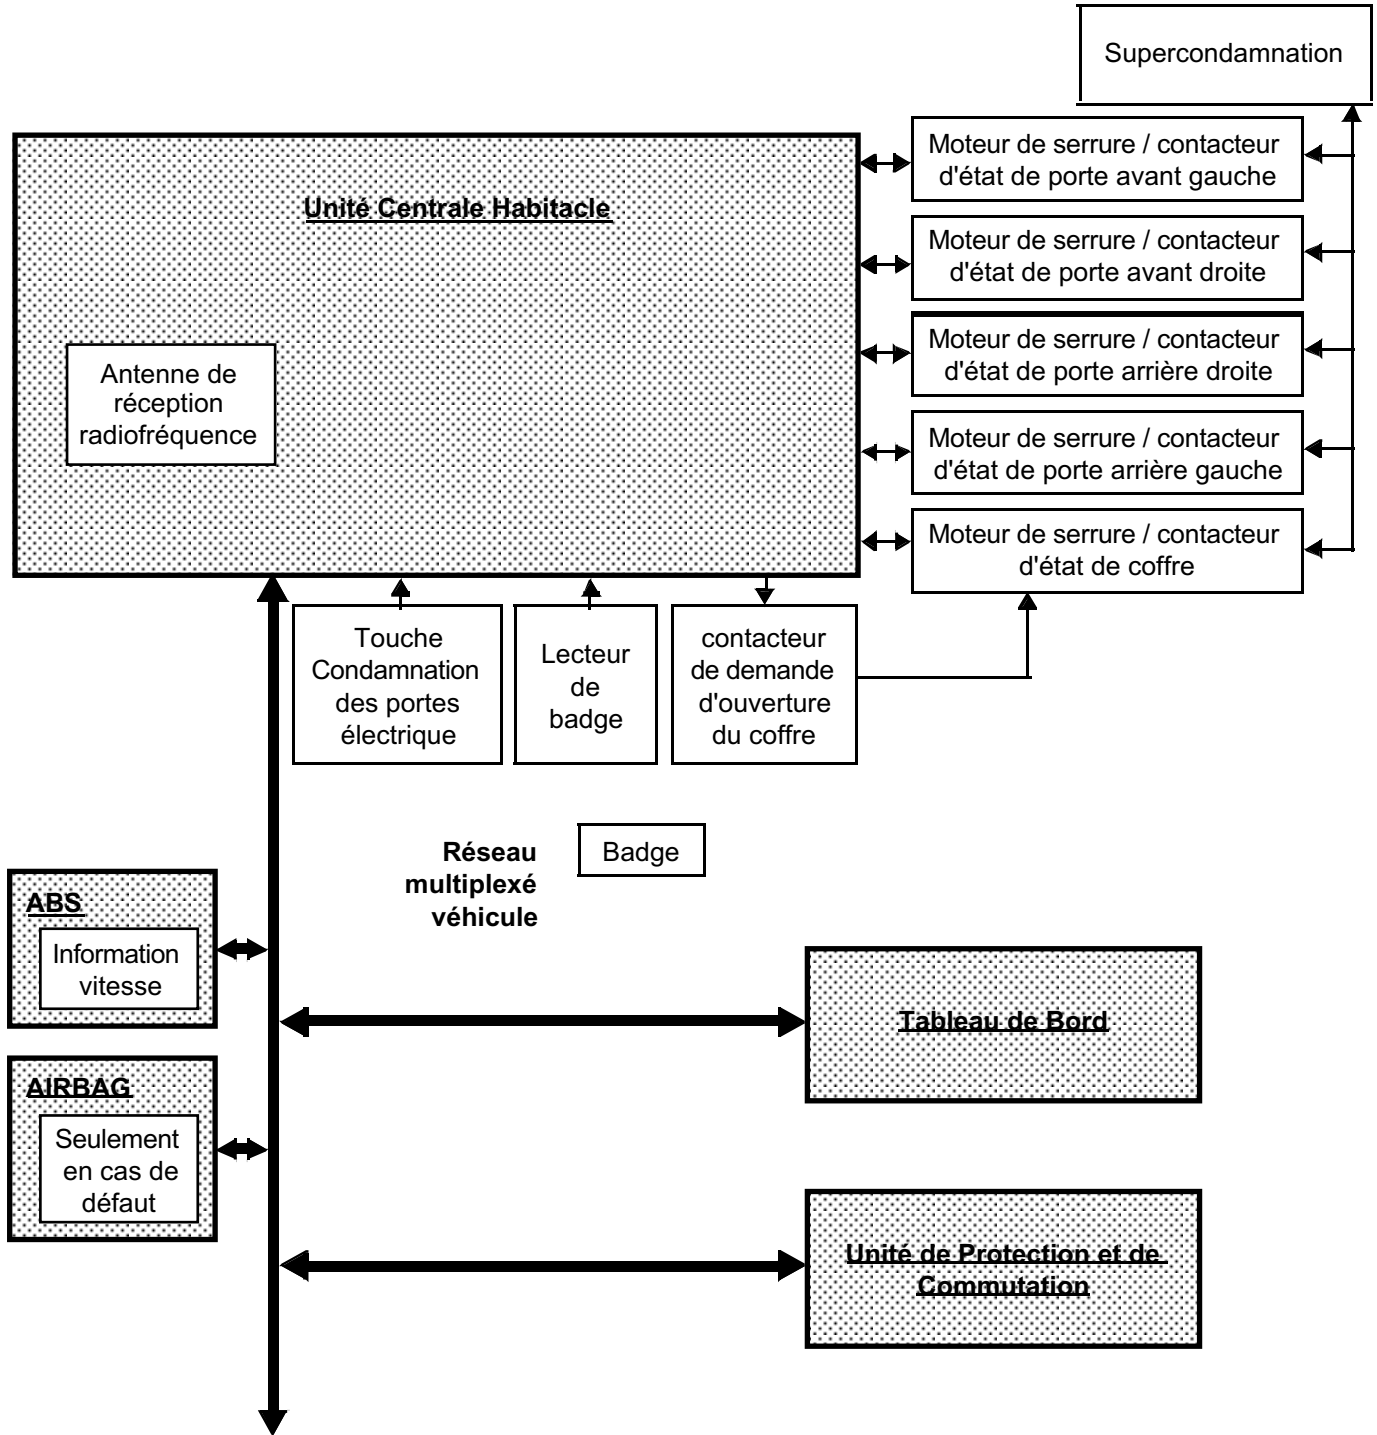 Supercondamnation
Moteur de serrure / contacteur
d'état de porte avant gauche
Unité Centrale Habitacle
Moteur de serrure / contacteur
d'état de porte avant droite
Moteur de serrure / contacteur
d'état de porte arrière droite
Antenne de
réception
radiofréquence
Moteur de serrure / contacteur
d'état de porte arrière gauche
Moteur de serrure / contacteur
d'état de coffre
Touche
Condamnation
des portes
électrique
Lecteur
de
badge
contacteur
de demande
d'ouverture
du coffre
Réseau
multiplexé
véhicule
Badge
ABS
Information
vitesse
Tableau de Bord
AIRBAG
Seulement
en cas de
défaut
Unité de Protection et de
Commutation